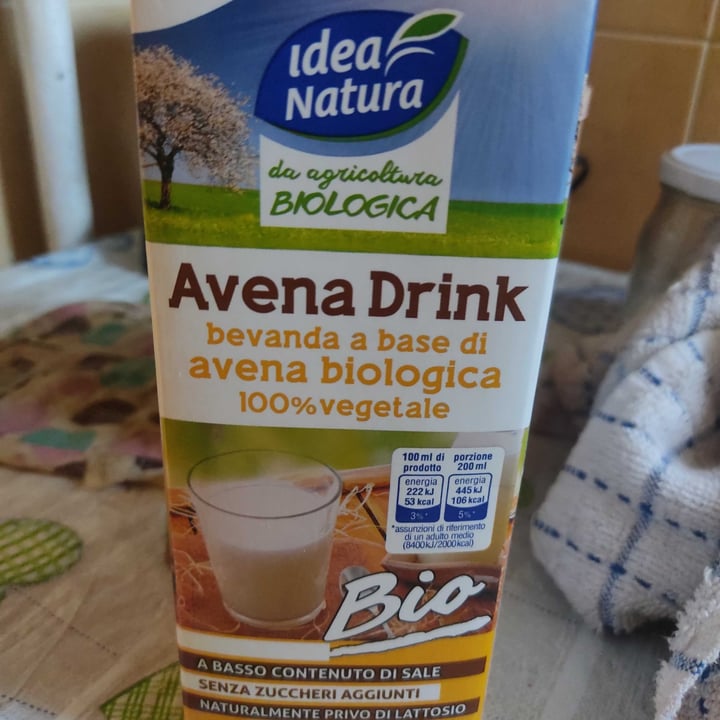 Idea
Natura
da agricoltura
BIOLOGICA
Avena Drink
bevanda a base di
avena biologica
100% vegetale
100 ml di prodotto
porzione 200 ml
energia
222 kJ
53 kcal
3%*
energia
445 kJ
106 kcal
5%*
*assunzioni di riferimento
di un adulto medio
(8400kJ/2000kcal)
Bio
A BASSO CONTENUTO DI SALE
SENZA ZUCCHERI AGGIUNTI
NATURALMENTE PRIVO DI LATTOSIO